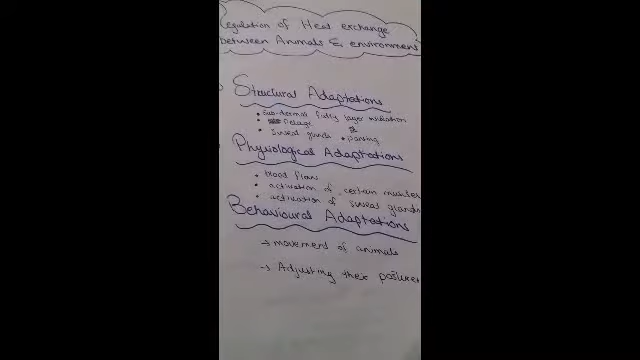 Regulation of Heat exchange
between Animals & environment
Structural Adaptations
• Sub-dermal fatty layer insulation
• Pelage
• Sweat glands • Panting
Physiological Adaptations
• blood flow
• activation of certain muscles
• activation of sweat glands
Behavioural Adaptations
→ movement of animals
→ Adjusting their postures